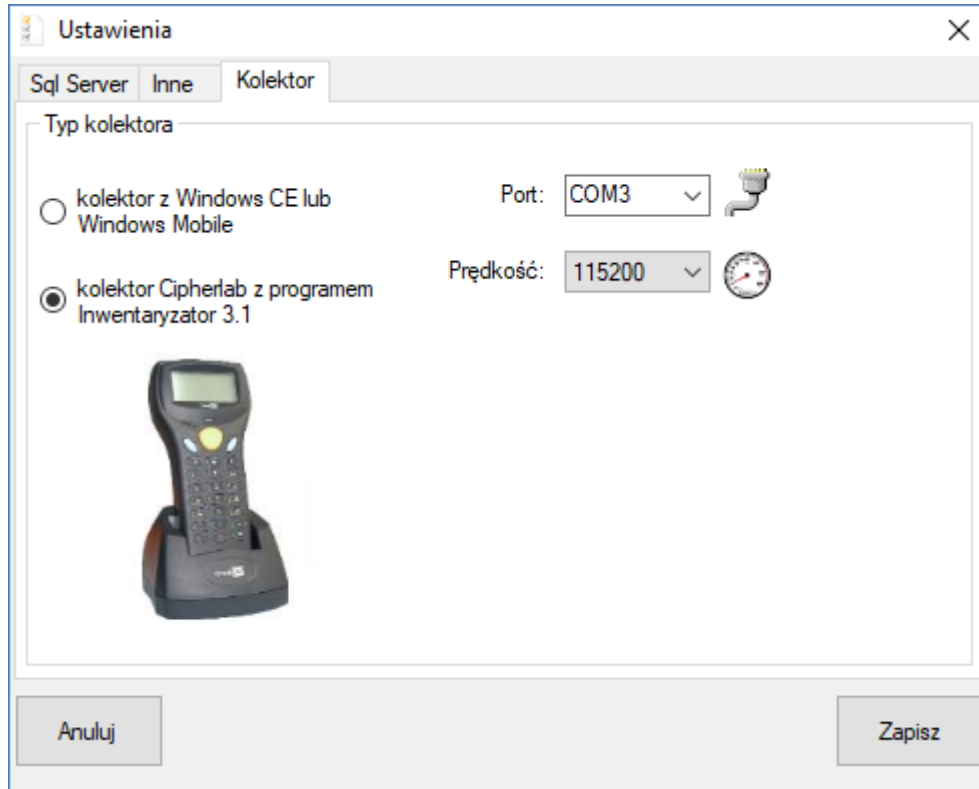 Ustawienia
Sql Server Inne Kolektor
Typ kolektora
kolektor z Windows CE lub
Windows Mobile
Port: COM3
Prędkość: 115200
kolektor Cipherlab z programem
Inwentaryzator 3.1
Anuluj Zapisz